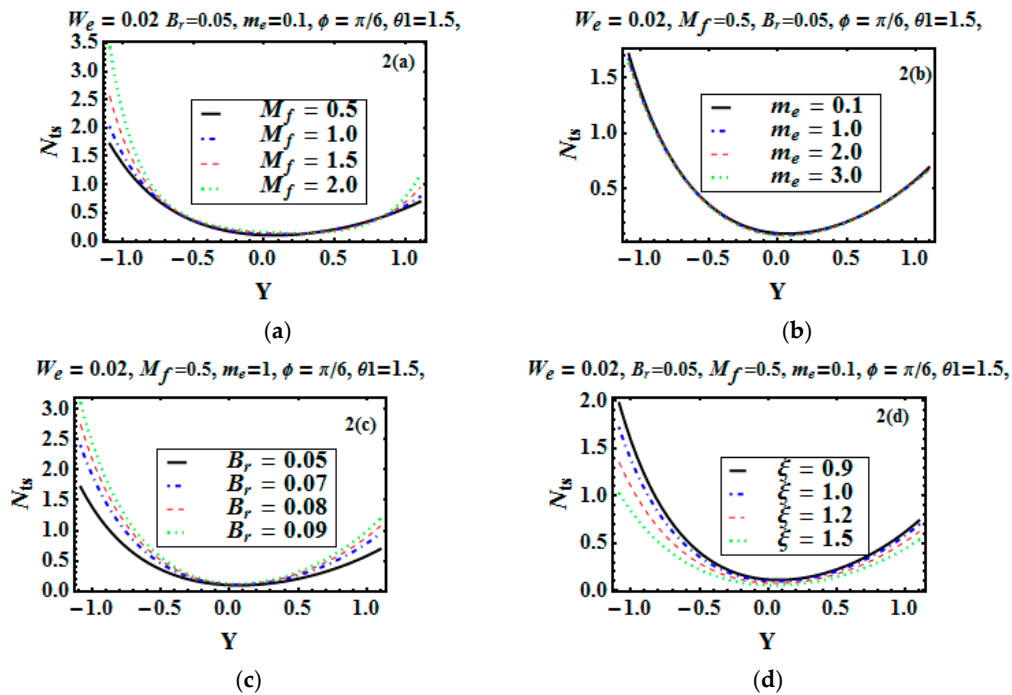 W_e = 0.02 B_r=0.05, m_e=0.1, ϕ = π/6, θ1=1.5,
3.5
3.0
2.5
2.0
1.5
1.0
0.5
0.0
N_ts
2(a)
M_f = 0.5
M_f = 1.0
M_f = 1.5
M_f = 2.0
−1.0 −0.5 0.0 0.5 1.0
Y
(a)
W_e = 0.02, M_f=0.5, B_r=0.05, ϕ = π/6, θ1=1.5,
1.5
1.0
0.5
N_ts
2(b)
m_e = 0.1
m_e = 1.0
m_e = 2.0
m_e = 3.0
−1.0 −0.5 0.0 0.5 1.0
Y
(b)
W_e = 0.02, M_f=0.5, m_e=1, ϕ = π/6, θ1=1.5,
3.0
2.5
2.0
1.5
1.0
0.5
0.0
N_ts
2(c)
B_r = 0.05
B_r = 0.07
B_r = 0.08
B_r = 0.09
−1.0 −0.5 0.0 0.5 1.0
Y
(c)
W_e = 0.02, B_r=0.05, M_f=0.5, m_e=0.1, ϕ = π/6, θ1=1.5,
2.0
1.5
1.0
0.5
0.0
N_ts
2(d)
ξ = 0.9
ξ = 1.0
ξ = 1.2
ξ = 1.5
−1.0 −0.5 0.0 0.5 1.0
Y
(d)